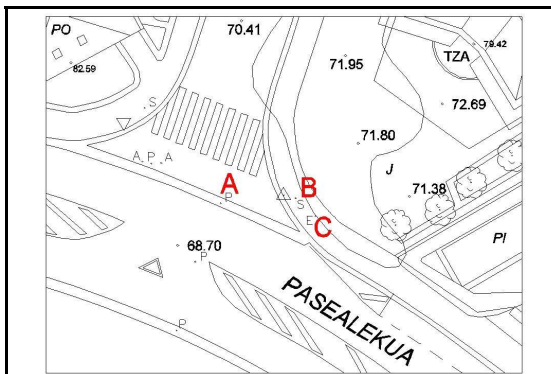 70.41
PO
79.42
TZA
71.95
82.59
72.69
S
71.80
A P A
J
A
B
71.38
P
S
E
C
68.70
PI
P
PASEALEKUA
P